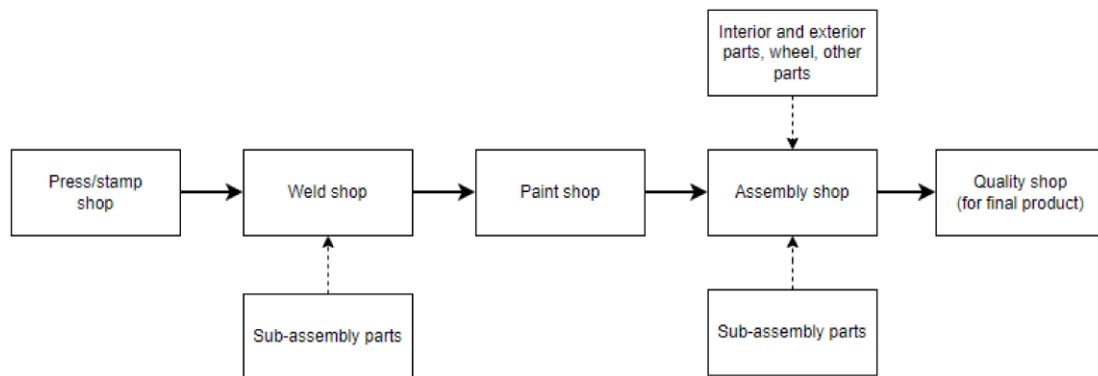 Interior and exterior
parts, wheel, other
parts
Press/stamp
shop
Weld shop
Paint shop
Assembly shop
Quality shop
(for final product)
Sub-assembly parts
Sub-assembly parts